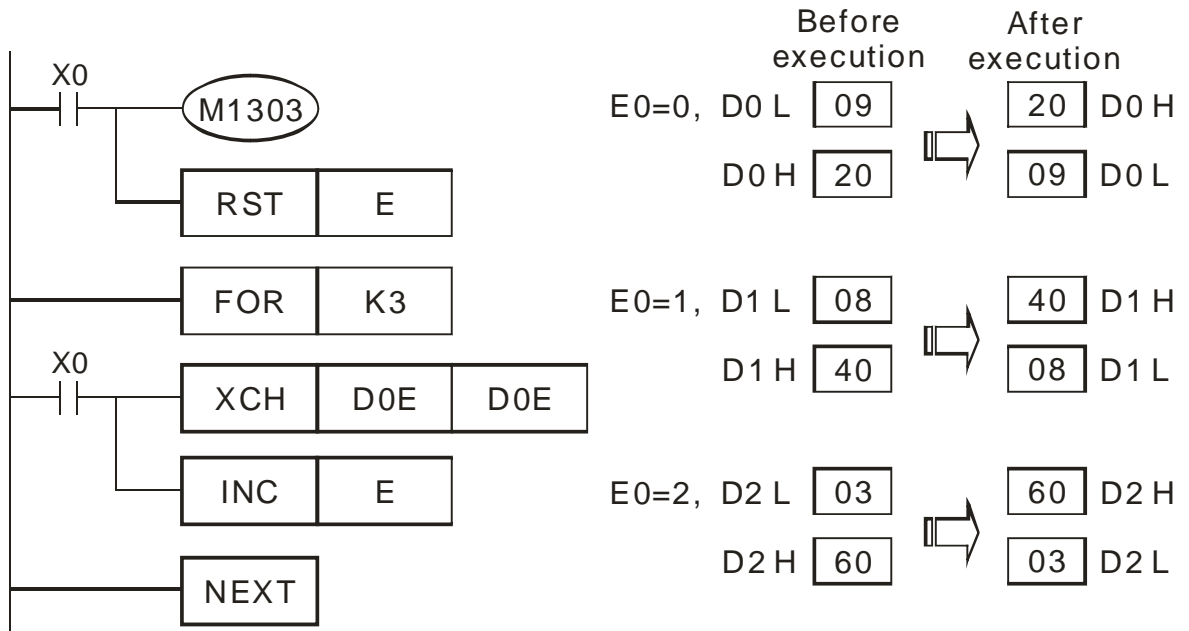 X0
M1303
RST E
FOR K3
X0
XCH D0E D0E
INC E
NEXT
Before execution
After execution
E0=0, D0 L 09 20 D0 H
D0 H 20 09 D0 L
E0=1, D1 L 08 40 D1 H
D1 H 40 08 D1 L
E0=2, D2 L 03 60 D2 H
D2 H 60 03 D2 L